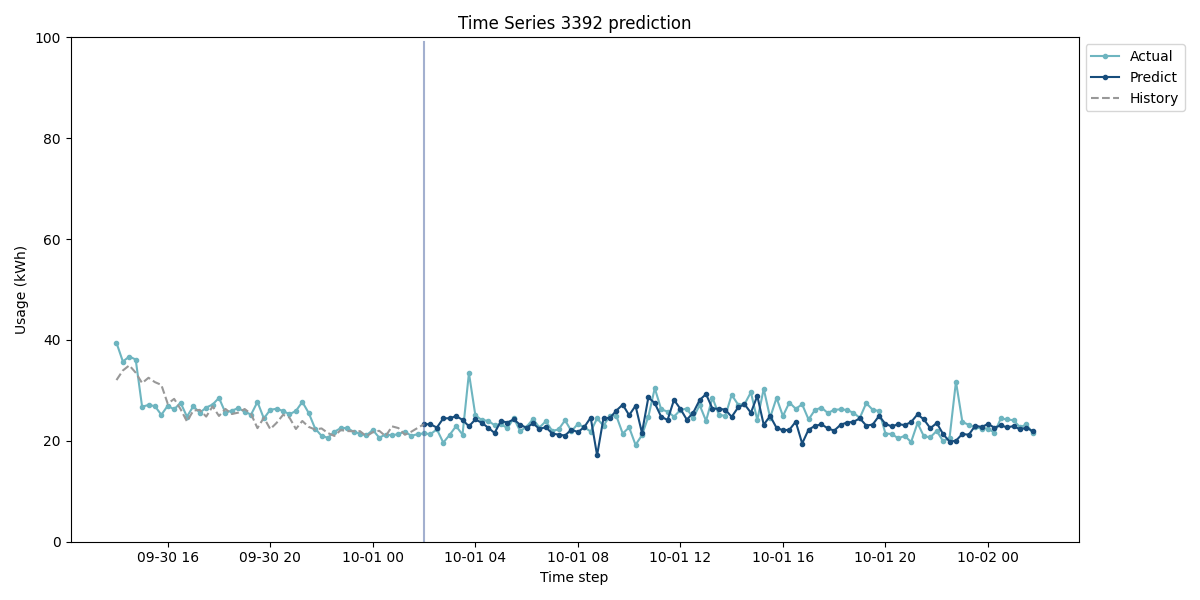 Time Series 3392 prediction
Usage (kWh)
100
80
60
40
20
0
09-30 16
09-30 20
10-01 00
10-01 04
10-01 08
10-01 12
10-01 16
10-01 20
10-02 00
Time step
Actual
Predict
History